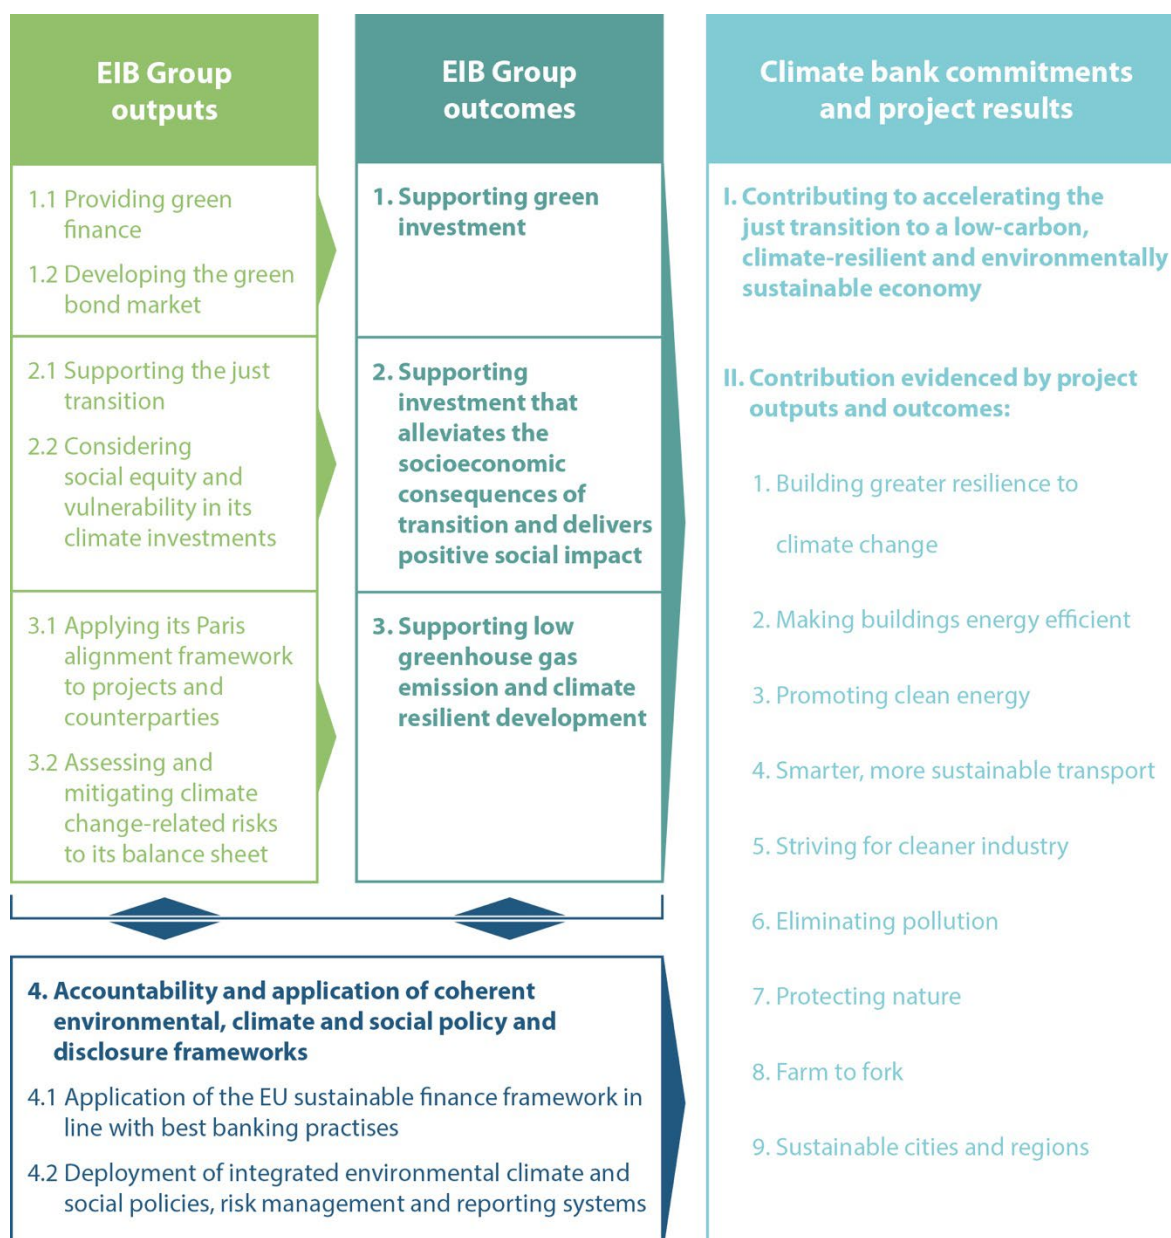 EIB Group
outputs
1.1 Providing green
finance
1.2 Developing the green
bond market
2.1 Supporting the just
transition
2.2 Considering
social equity and
vulnerability in its
climate investments
3.1 Applying its Paris
alignment framework
to projects and
counterparties
3.2 Assessing and
mitigating climate
change-related risks
to its balance sheet
EIB Group
outcomes
1. Supporting green
investment
2. Supporting
investment that
alleviates the
socioeconomic
consequences of
transition and delivers
positive social impact
3. Supporting low
greenhouse gas
emission and climate
resilient development
4. Accountability and application of coherent
environmental, climate and social policy and
disclosure frameworks
4.1 Application of the EU sustainable finance framework in
line with best banking practises
4.2 Deployment of integrated environmental climate and
social policies, risk management and reporting systems
Climate bank commitments
and project results
I. Contributing to accelerating the
just transition to a low-carbon,
climate-resilient and environmentally
sustainable economy
II. Contribution evidenced by project
outputs and outcomes:
1. Building greater resilience to
climate change
2. Making buildings energy efficient
3. Promoting clean energy
4. Smarter, more sustainable transport
5. Striving for cleaner industry
6. Eliminating pollution
7. Protecting nature
8. Farm to fork
9. Sustainable cities and regions